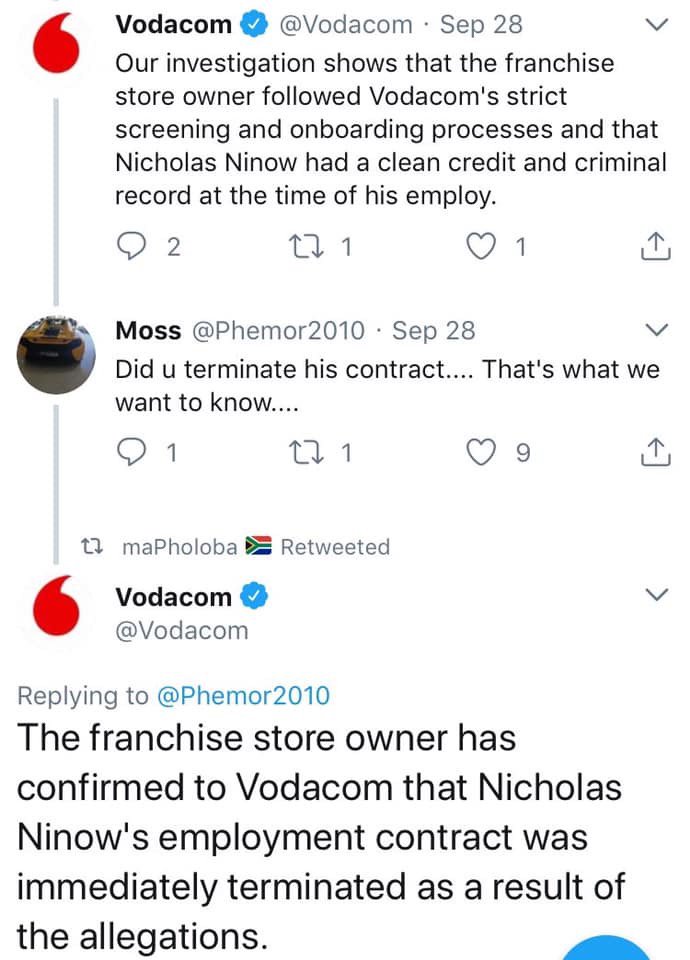 Vodacom @Vodacom · Sep 28
Our investigation shows that the franchise
store owner followed Vodacom's strict
screening and onboarding processes and that
Nicholas Ninow had a clean credit and criminal
record at the time of his employ.
2 1 1
Moss @Phemor2010 · Sep 28
Did u terminate his contract.... That's what we
want to know....
1 1 9
maPholoba 🇿🇦 Retweeted
Vodacom
@Vodacom
Replying to @Phemor2010
The franchise store owner has
confirmed to Vodacom that Nicholas
Ninow's employment contract was
immediately terminated as a result of
the allegations.